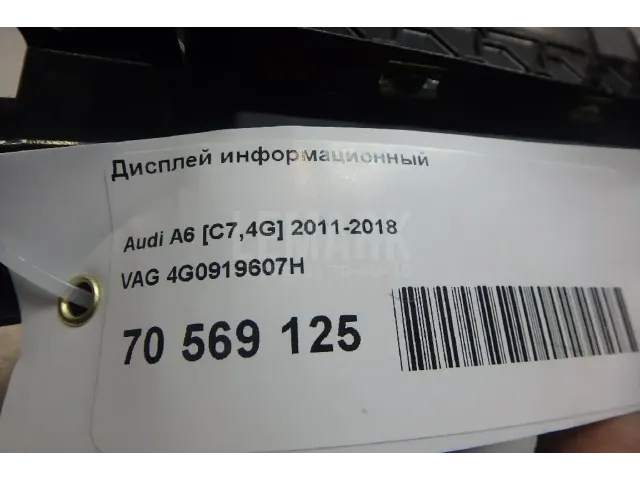 Дисплей информационный
Audi A6 [C7,4G] 2011-2018
VAG 4G0919607H
70 569 125